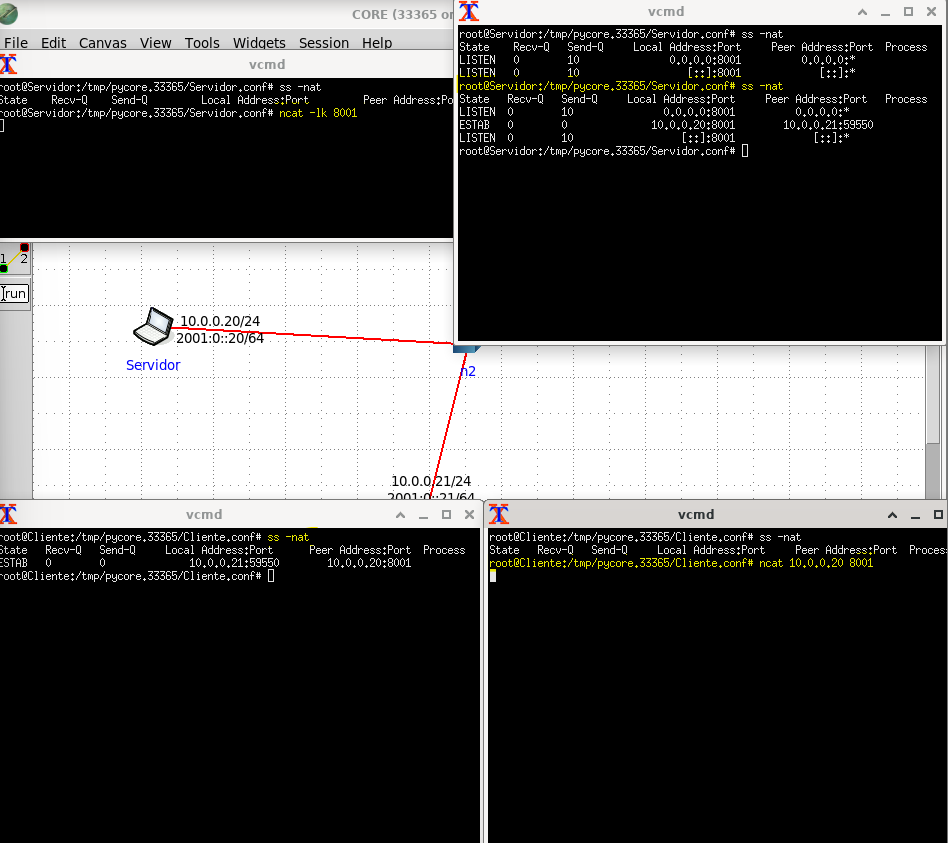 CORE (33365 on
File Edit Canvas View Tools Widgets Session Help
vcmd
root@Servidor:/tmp/pycore.33365/Servidor.conf# ss -nat
State Recv-Q Send-Q Local Address:Port Peer Address:Po
root@Servidor:/tmp/pycore.33365/Servidor.conf# ncat -lk 8001
vcmd
root@Servidor:/tmp/pycore.33365/Servidor.conf# ss -nat
State Recv-Q Send-Q Local Address:Port Peer Address:Port Process
LISTEN 0 10 0.0.0.0:8001 0.0.0.0:*
LISTEN 0 10 [::]:8001 [::]:*
root@Servidor:/tmp/pycore.33365/Servidor.conf# ss -nat
State Recv-Q Send-Q Local Address:Port Peer Address:Port Process
LISTEN 0 10 0.0.0.0:8001 0.0.0.0:*
ESTAB 0 0 10.0.0.20:8001 10.0.0.21:59550
LISTEN 0 10 [::]:8001 [::]:*
root@Servidor:/tmp/pycore.33365/Servidor.conf#
1 2
run
10.0.0.20/24
2001:0::20/64
Servidor
n2
10.0.0.21/24
2001:0::21/64
vcmd
root@Cliente:/tmp/pycore.33365/Cliente.conf# ss -nat
State Recv-Q Send-Q Local Address:Port Peer Address:Port Process
ESTAB 0 0 10.0.0.21:59550 10.0.0.20:8001
root@Cliente:/tmp/pycore.33365/Cliente.conf#
vcmd
root@Cliente:/tmp/pycore.33365/Cliente.conf# ss -nat
State Recv-Q Send-Q Local Address:Port Peer Address:Port Proces
root@Cliente:/tmp/pycore.33365/Cliente.conf# ncat 10.0.0.20 8001